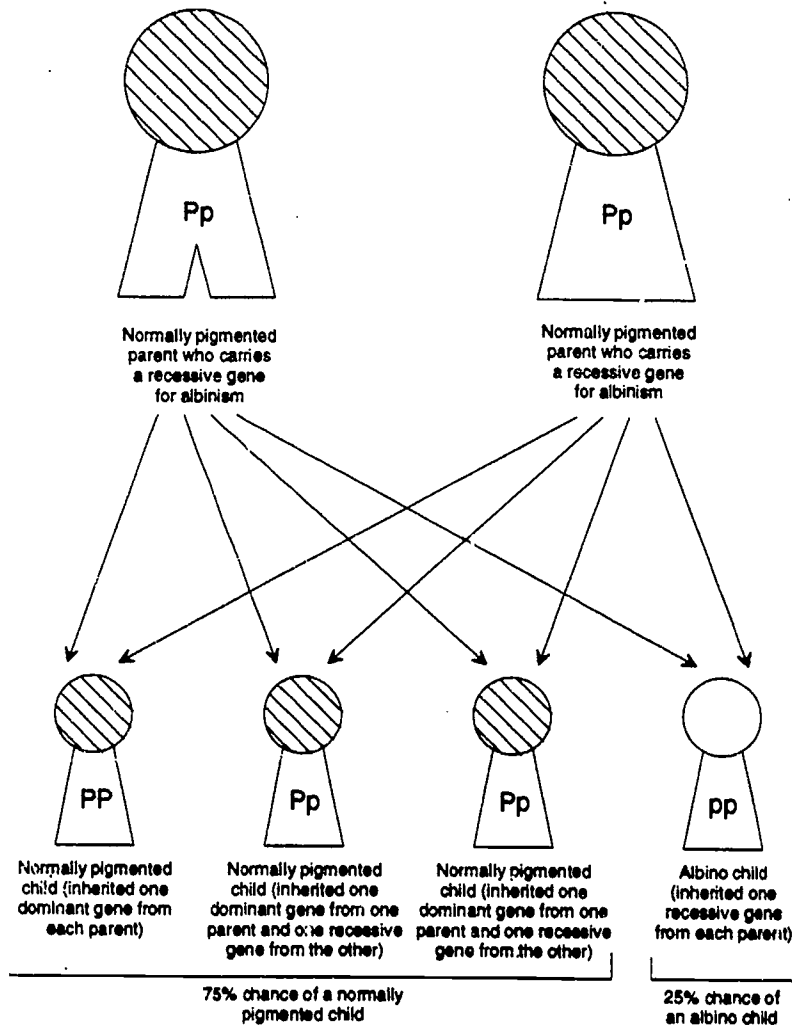 Pp
Pp
Normally pigmented
parent who carries
a recessive gene
for albinism
Normally pigmented
parent who carries
a recessive gene
for albinism
PP
Pp
Pp
pp
Normally pigmented
child (inherited one
dominant gene from
each parent)
Normally pigmented
child (inherited one
dominant gene from one
parent and one recessive
gene from the other)
Normally pigmented
child (inherited one
dominant gene from one
parent and one recessive
gene from the other)
Albino child
(inherited one
recessive gene
from each parent)
75% chance of a normally
pigmented child
25% chance of
an albino child